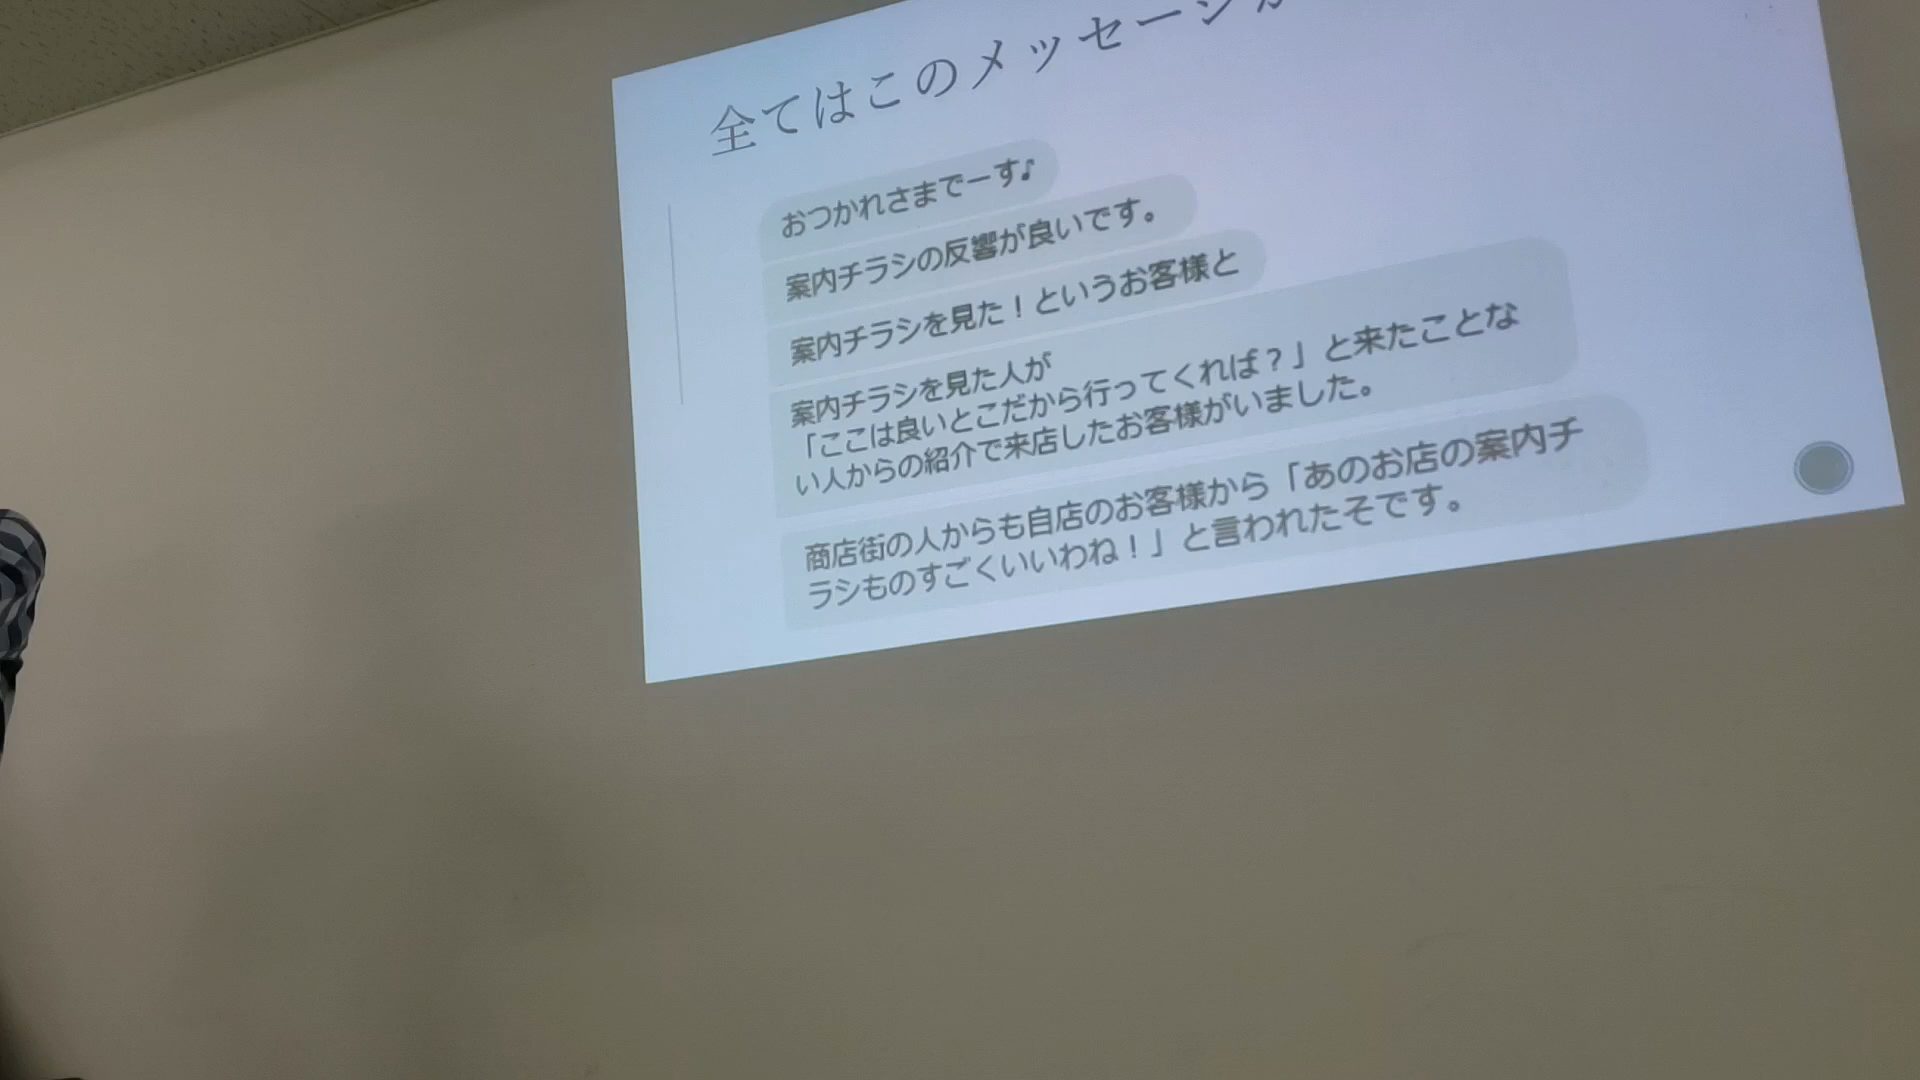 全てはこのメッセージか
おつかれさまでーす♪
案内チラシの反響が良いです。
案内チラシを見た！というお客様と
案内チラシを見た人が
「ここは良いとこだから行ってくれば？」と来たことな
い人からの紹介で来店したお客様がいました。
商店街の人からも自店のお客様から「あのお店の案内チ
ラシものすごくいいわね！」と言われたそです。